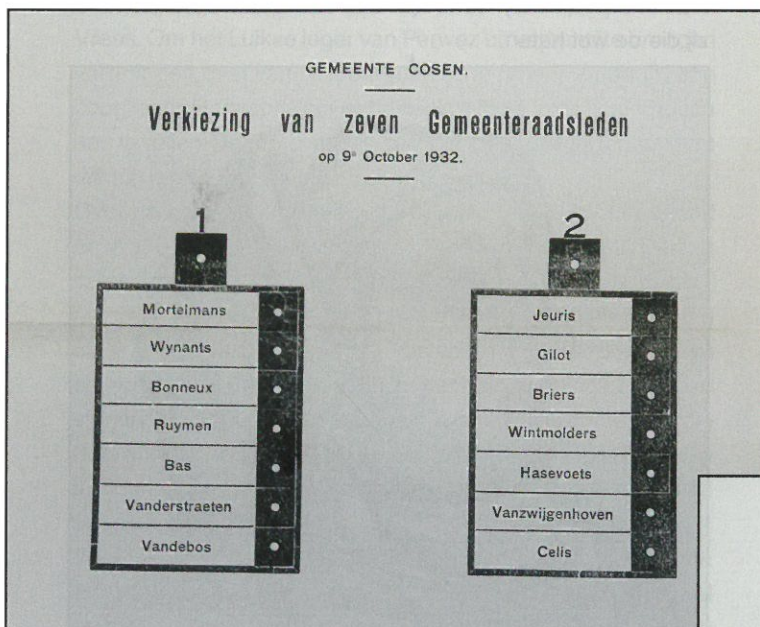 GEMEENTE COSEN.
Verkiezing van zeven Gemeenteraadsleden
op 9ᵉ October 1932.
1
Mortelmans
Wynants
Bonneux
Ruymen
Bas
Vanderstraeten
Vandebos
2
Jeuris
Gilot
Briers
Wintmolders
Hasevoets
Vanzwijgenhoven
Celis